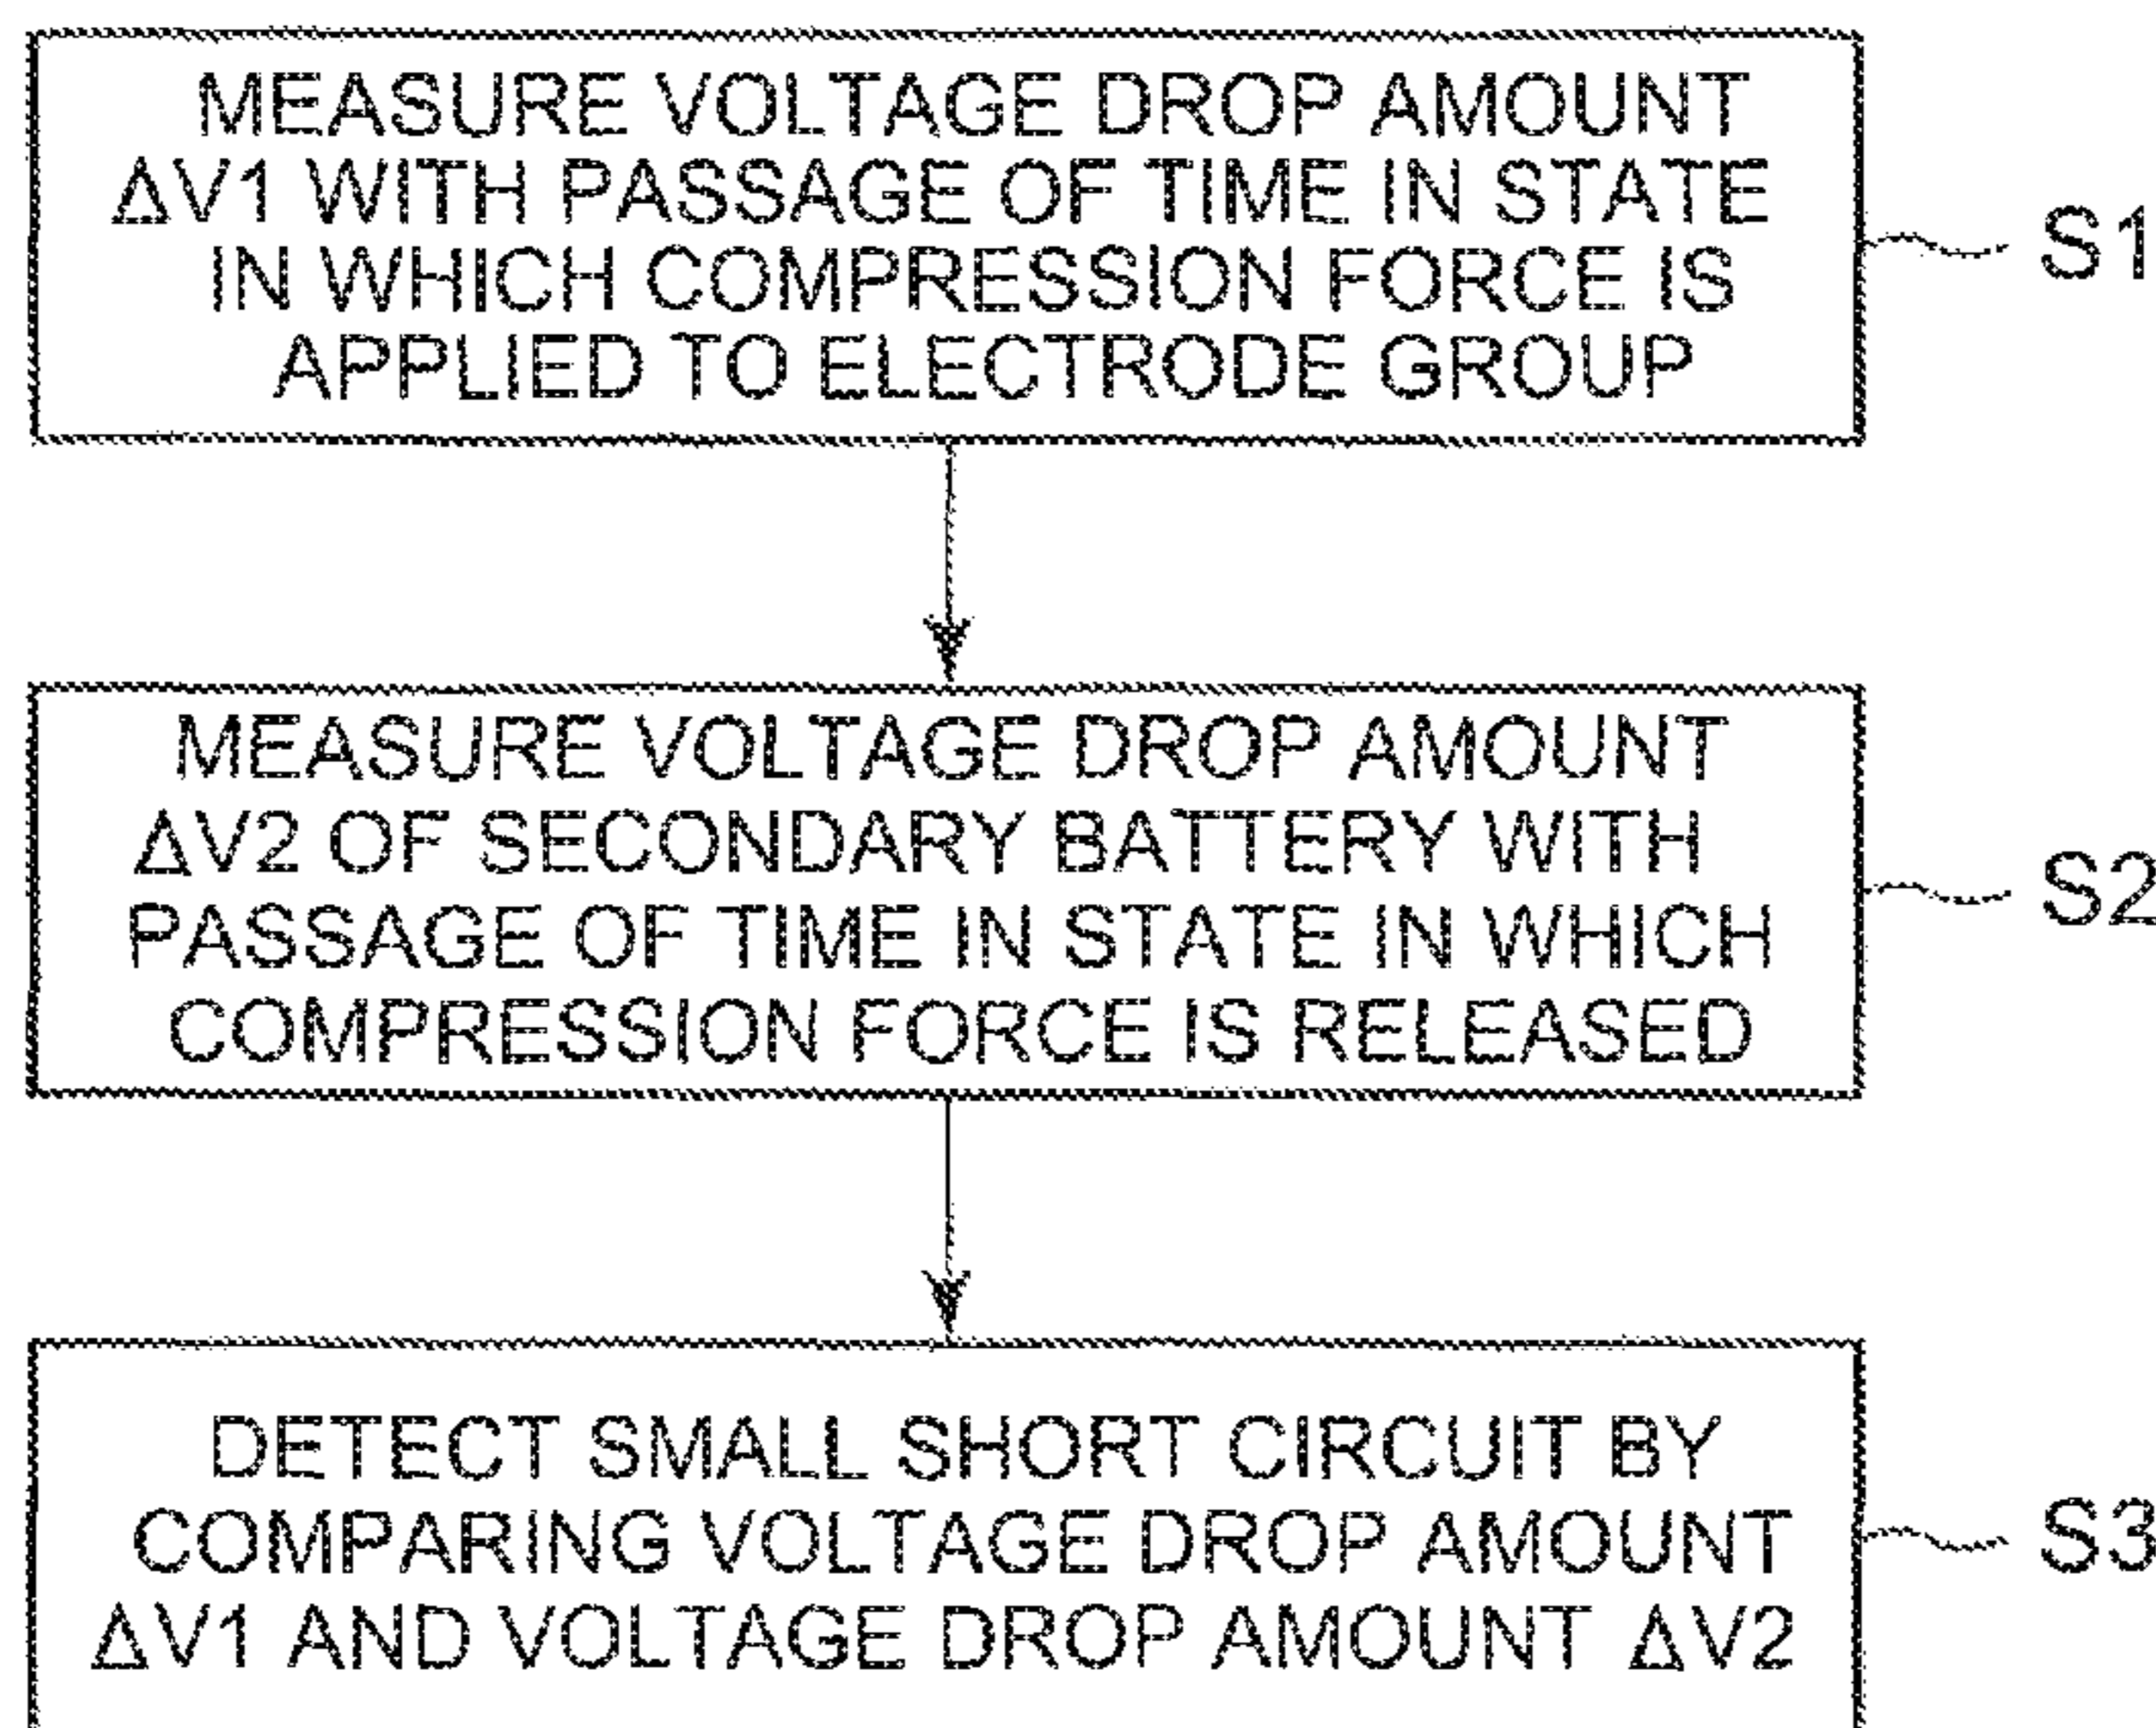 MEASURE VOLTAGE DROP AMOUNT
ΔV1 WITH PASSAGE OF TIME IN STATE
IN WHICH COMPRESSION FORCE IS
APPLIED TO ELECTRODE GROUP
S1
MEASURE VOLTAGE DROP AMOUNT
ΔV2 OF SECONDARY BATTERY WITH
PASSAGE OF TIME IN STATE IN WHICH
COMPRESSION FORCE IS RELEASED
S2
DETECT SMALL SHORT CIRCUIT BY
COMPARING VOLTAGE DROP AMOUNT
ΔV1 AND VOLTAGE DROP AMOUNT ΔV2
S3